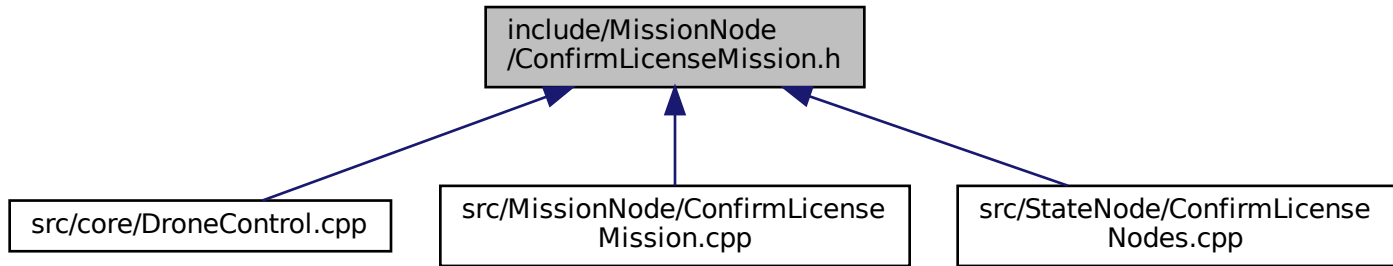 include/MissionNode
/ConfirmLicenseMission.h
src/core/DroneControl.cpp
src/MissionNode/ConfirmLicense
Mission.cpp
src/StateNode/ConfirmLicense
Nodes.cpp